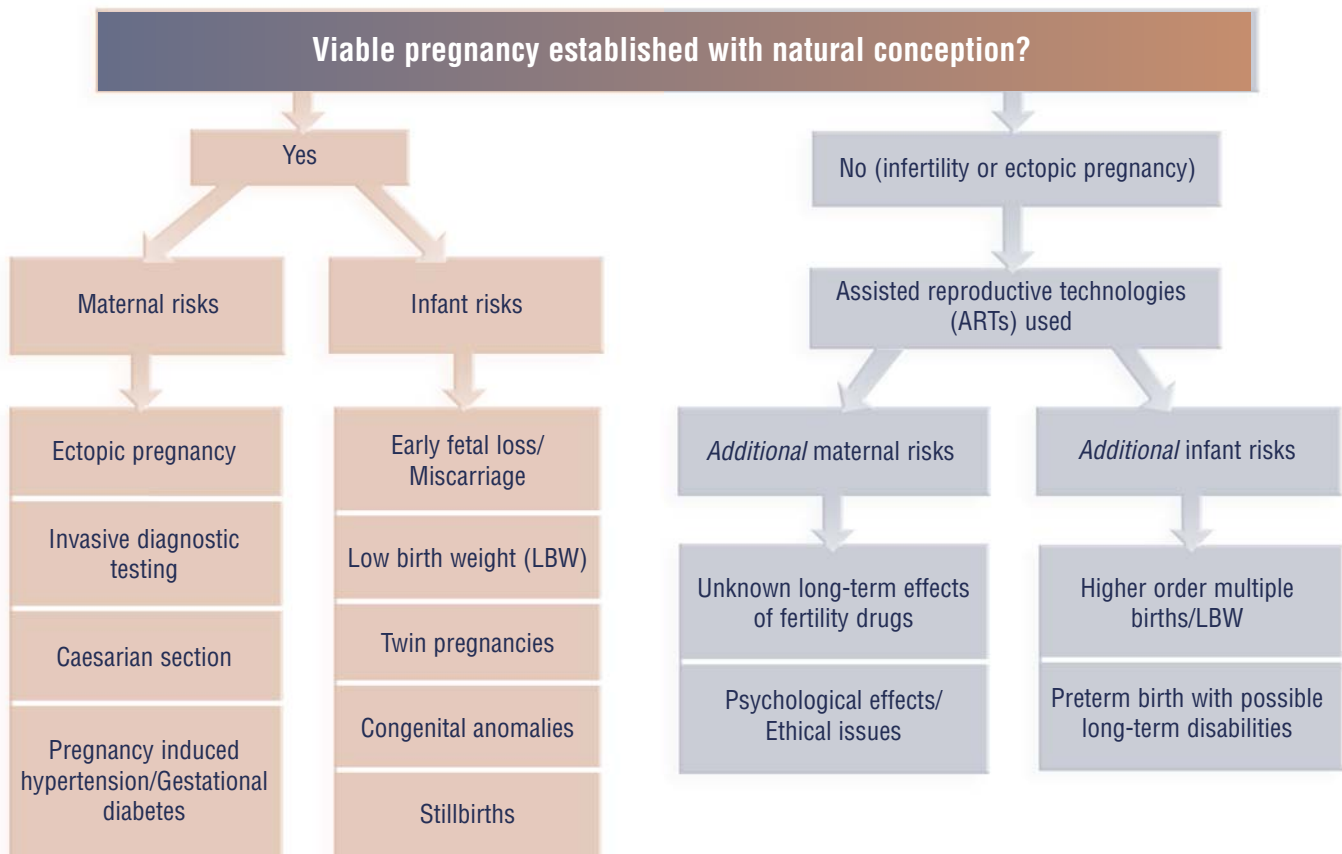 Viable pregnancy established with natural conception?
Yes
No (infertility or ectopic pregnancy)
Maternal risks
Infant risks
Assisted reproductive technologies
(ARTs) used
Ectopic pregnancy
Invasive diagnostic
testing
Caesarian section
Pregnancy induced
hypertension/Gestational
diabetes
Early fetal loss/
Miscarriage
Low birth weight (LBW)
Twin pregnancies
Congenital anomalies
Stillbirths
Additional maternal risks
Additional infant risks
Unknown long-term effects
of fertility drugs
Psychological effects/
Ethical issues
Higher order multiple
births/LBW
Preterm birth with possible
long-term disabilities